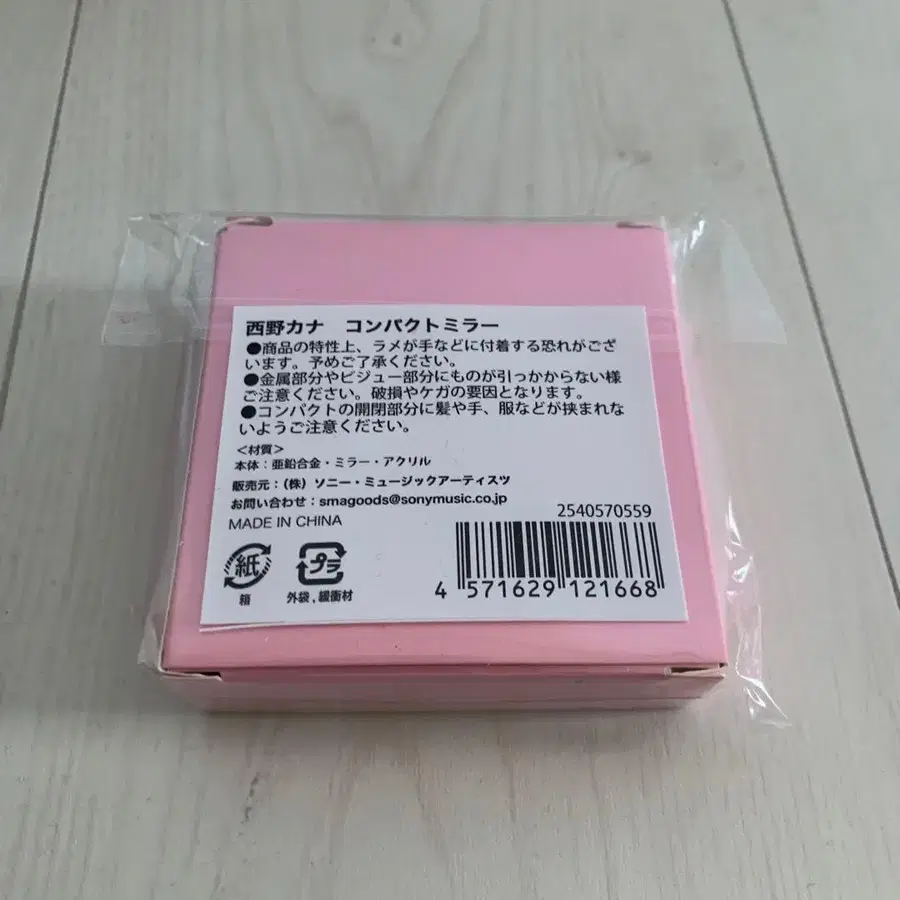 西野カナ　コンパクトミラー
●商品の特性上、ラメが手などに付着する恐れがござ
います。予めご了承ください。
●金属部分やビジュー部分にものが引っかからない様
ご注意ください。破損やケガの要因となります。
●コンパクトの開閉部分に髪や手、服などが挟まれな
いようご注意ください。
＜材質＞
本体：亜鉛合金・ミラー・アクリル
販売元：（株）ソニー・ミュージックアーティスツ
お問い合わせ：smagoods@sonymusic.co.jp
MADE IN CHINA
2540570559
紙
箱
プラ
外袋,緩衝材
4 571629 121668